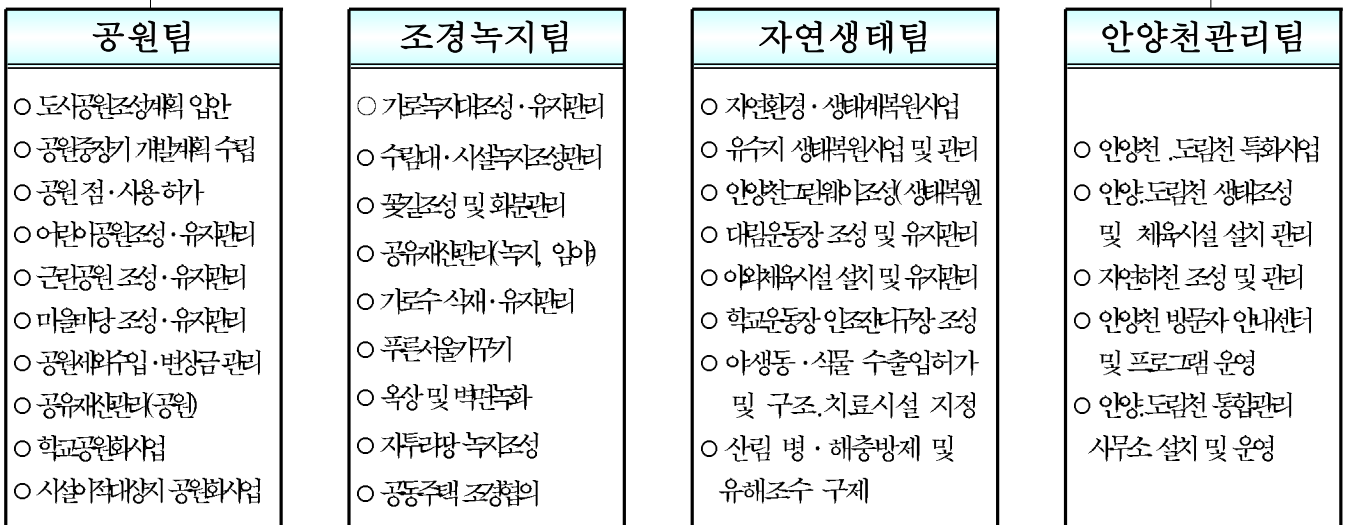 공원팀
○ 도시공원조성계획 입안
○ 공원중장기 개발계획 수립
○ 공원 점·사용 허가
○ 어린이공원조성·유지관리
○ 근린공원 조성·유지관리
○ 마을마당 조성·유지관리
○ 공원세외수입·변상금 관리
○ 공유재산관리(공원)
○ 학교공원화사업
○ 시설이적대상지 공원화사업
조경녹지팀
○ 가로녹지대조성·유지관리
○ 수림대·시설녹지조성관리
○ 꽃길조성 및 화분관리
○ 공유재산관리(녹지, 임야)
○ 가로수 식재·유지관리
○ 푸른서울가꾸기
○ 옥상 및 벽면녹화
○ 자투리땅 녹지조성
○ 공동주택 조경협의
자연생태팀
○ 자연환경·생태계복원사업
○ 유수지 생태복원사업 및 관리
○ 안양천그린웨이조성(생태복원
○ 대림운동장 조성 및 유지관리
○ 야외체육시설 설치 및 유지관리
○ 학교운동장 인조잔디구장 조성
○ 야생동·식물 수출입허가
및 구조.치료시설 지정
○ 산림 병·해충방제 및
유해조수 구제
안양천관리팀
○ 안양천 .도림천 특화사업
○ 안양.도림천 생태조성
및 체육시설 설치 관리
○ 자연하천 조성 및 관리
○ 안양천 방문자 안내센터
및 프로그램 운영
○ 안양.도림천 통합관리
사무소 설치 및 운영